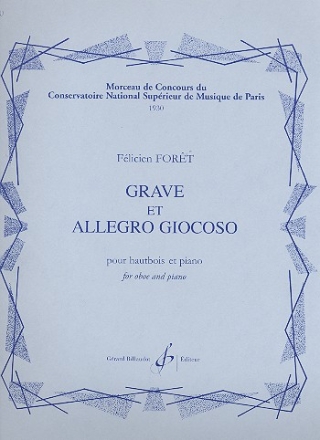 Morceau de Concours du
Conservatoire National Supérieur de Musique de Paris
1930
Félicien FORÊT
GRAVE
ET
ALLEGRO GIOCOSO
pour hautbois et piano
for oboe and piano
Gérard Billaudot Éditeur